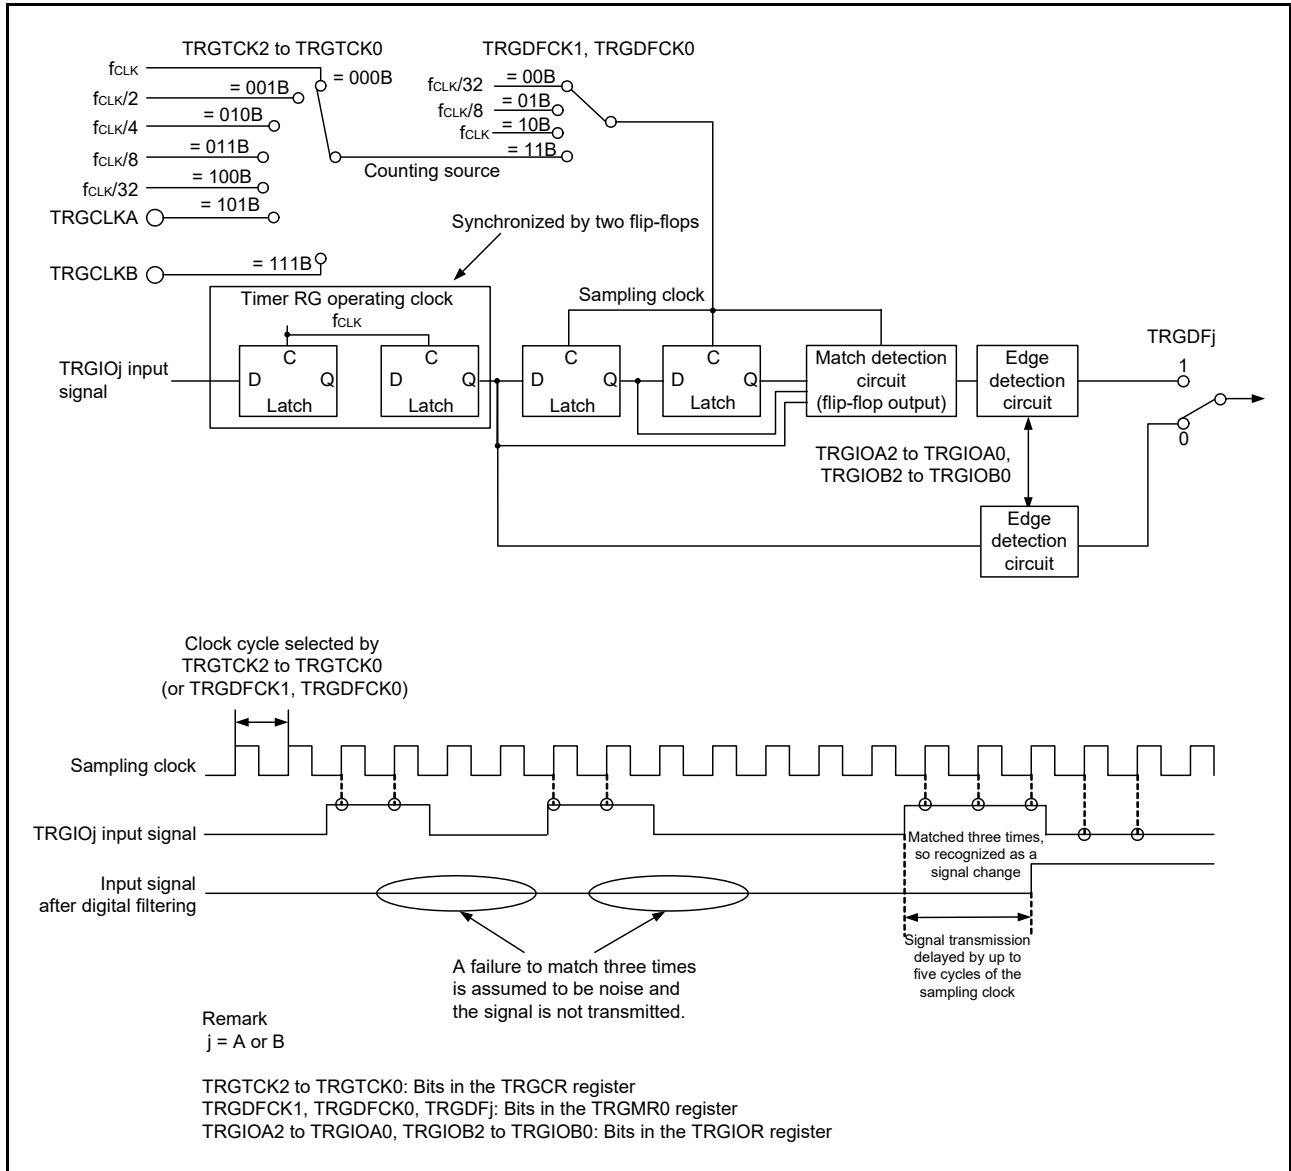 TRGTCK2 to TRGTCK0
TRGDFCK1, TRGDFCK0
fCLK
= 000B
fCLK/2
= 001B
fCLK/4
= 010B
fCLK/8
= 011B
fCLK/32
= 100B
TRGCLKA
= 101B
TRGCLKB
= 111B
fCLK/32
= 00B
fCLK/8
= 01B
fCLK
= 10B
= 11B
Counting source
Synchronized by two flip-flops
Timer RG operating clock
fCLK
Sampling clock
TRGIOj input
signal
C
D
Q
Latch
C
D
Q
Latch
C
D
Q
Latch
C
D
Q
Latch
Match detection
circuit
(flip-flop output)
Edge
detection
circuit
TRGDFj
1
0
TRGIOA2 to TRGIOA0,
TRGIOB2 to TRGIOB0
Edge
detection
circuit
Clock cycle selected by
TRGTCK2 to TRGTCK0
(or TRGDFCK1, TRGDFCK0)
Sampling clock
TRGIOj input signal
Matched three times,
so recognized as a
signal change
Input signal
after digital filtering
Signal transmission
delayed by up to
five cycles of the
sampling clock
A failure to match three times
is assumed to be noise and
the signal is not transmitted.
Remark
j = A or B
TRGTCK2 to TRGTCK0: Bits in the TRGCR register
TRGDFCK1, TRGDFCK0, TRGDFj: Bits in the TRGMR0 register
TRGIOA2 to TRGIOA0, TRGIOB2 to TRGIOB0: Bits in the TRGIOR register